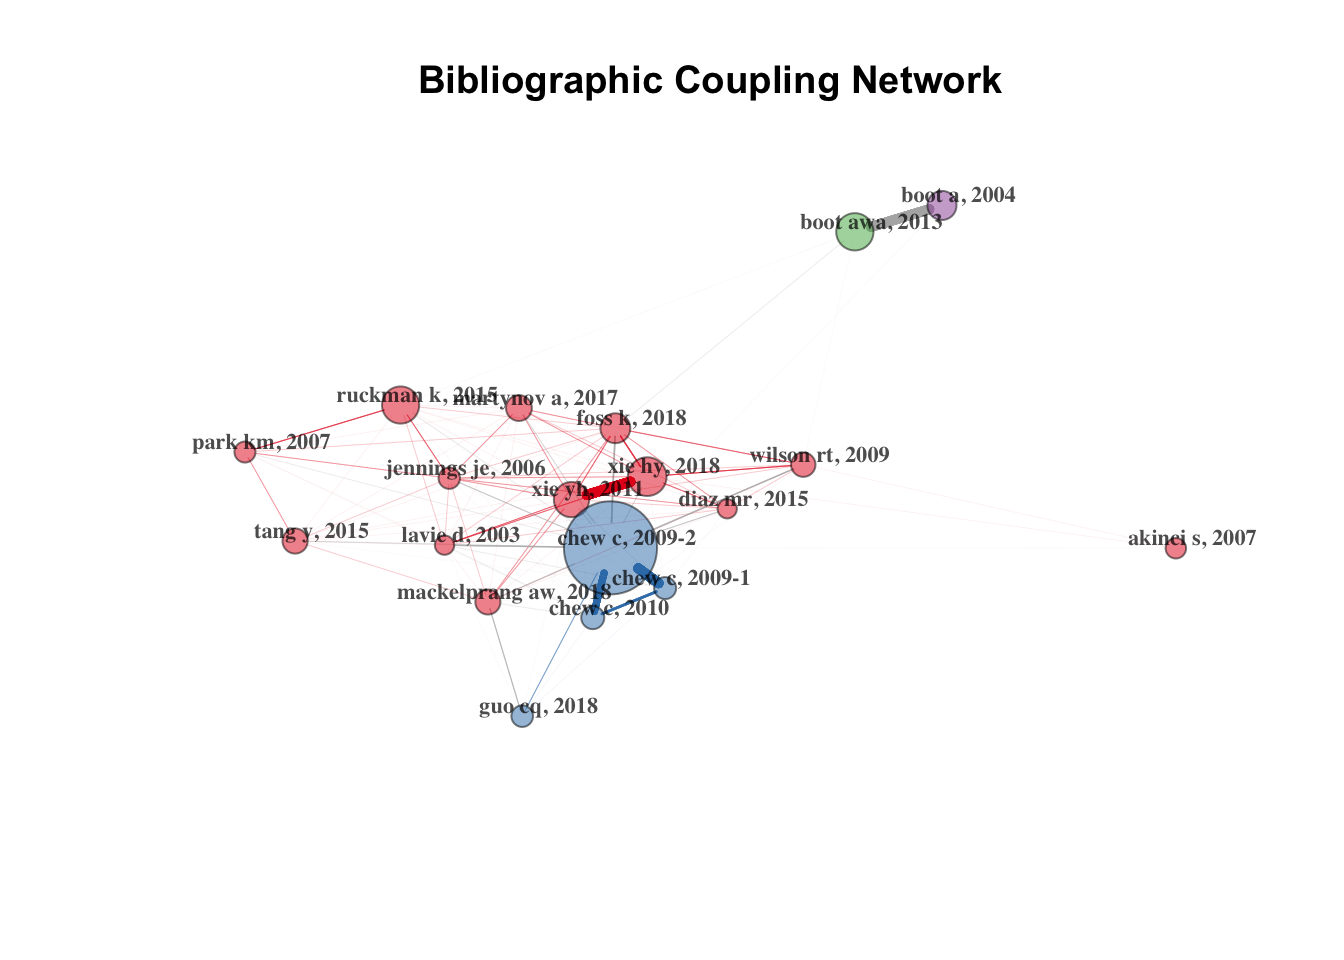 Bibliographic Coupling Network
boot a, 2004
boot awa, 2013
ruckman k, 2015
martynov a, 2017
foss k, 2018
park km, 2007
wilson rt, 2009
jennings je, 2006
xie hy, 2018
xie yh, 2011
diaz mr, 2015
tang y, 2015
lavie d, 2003
chew c, 2009-2
akinci s, 2007
chew c, 2009-1
mackelprang aw, 2018
chew c, 2010
guo cq, 2018